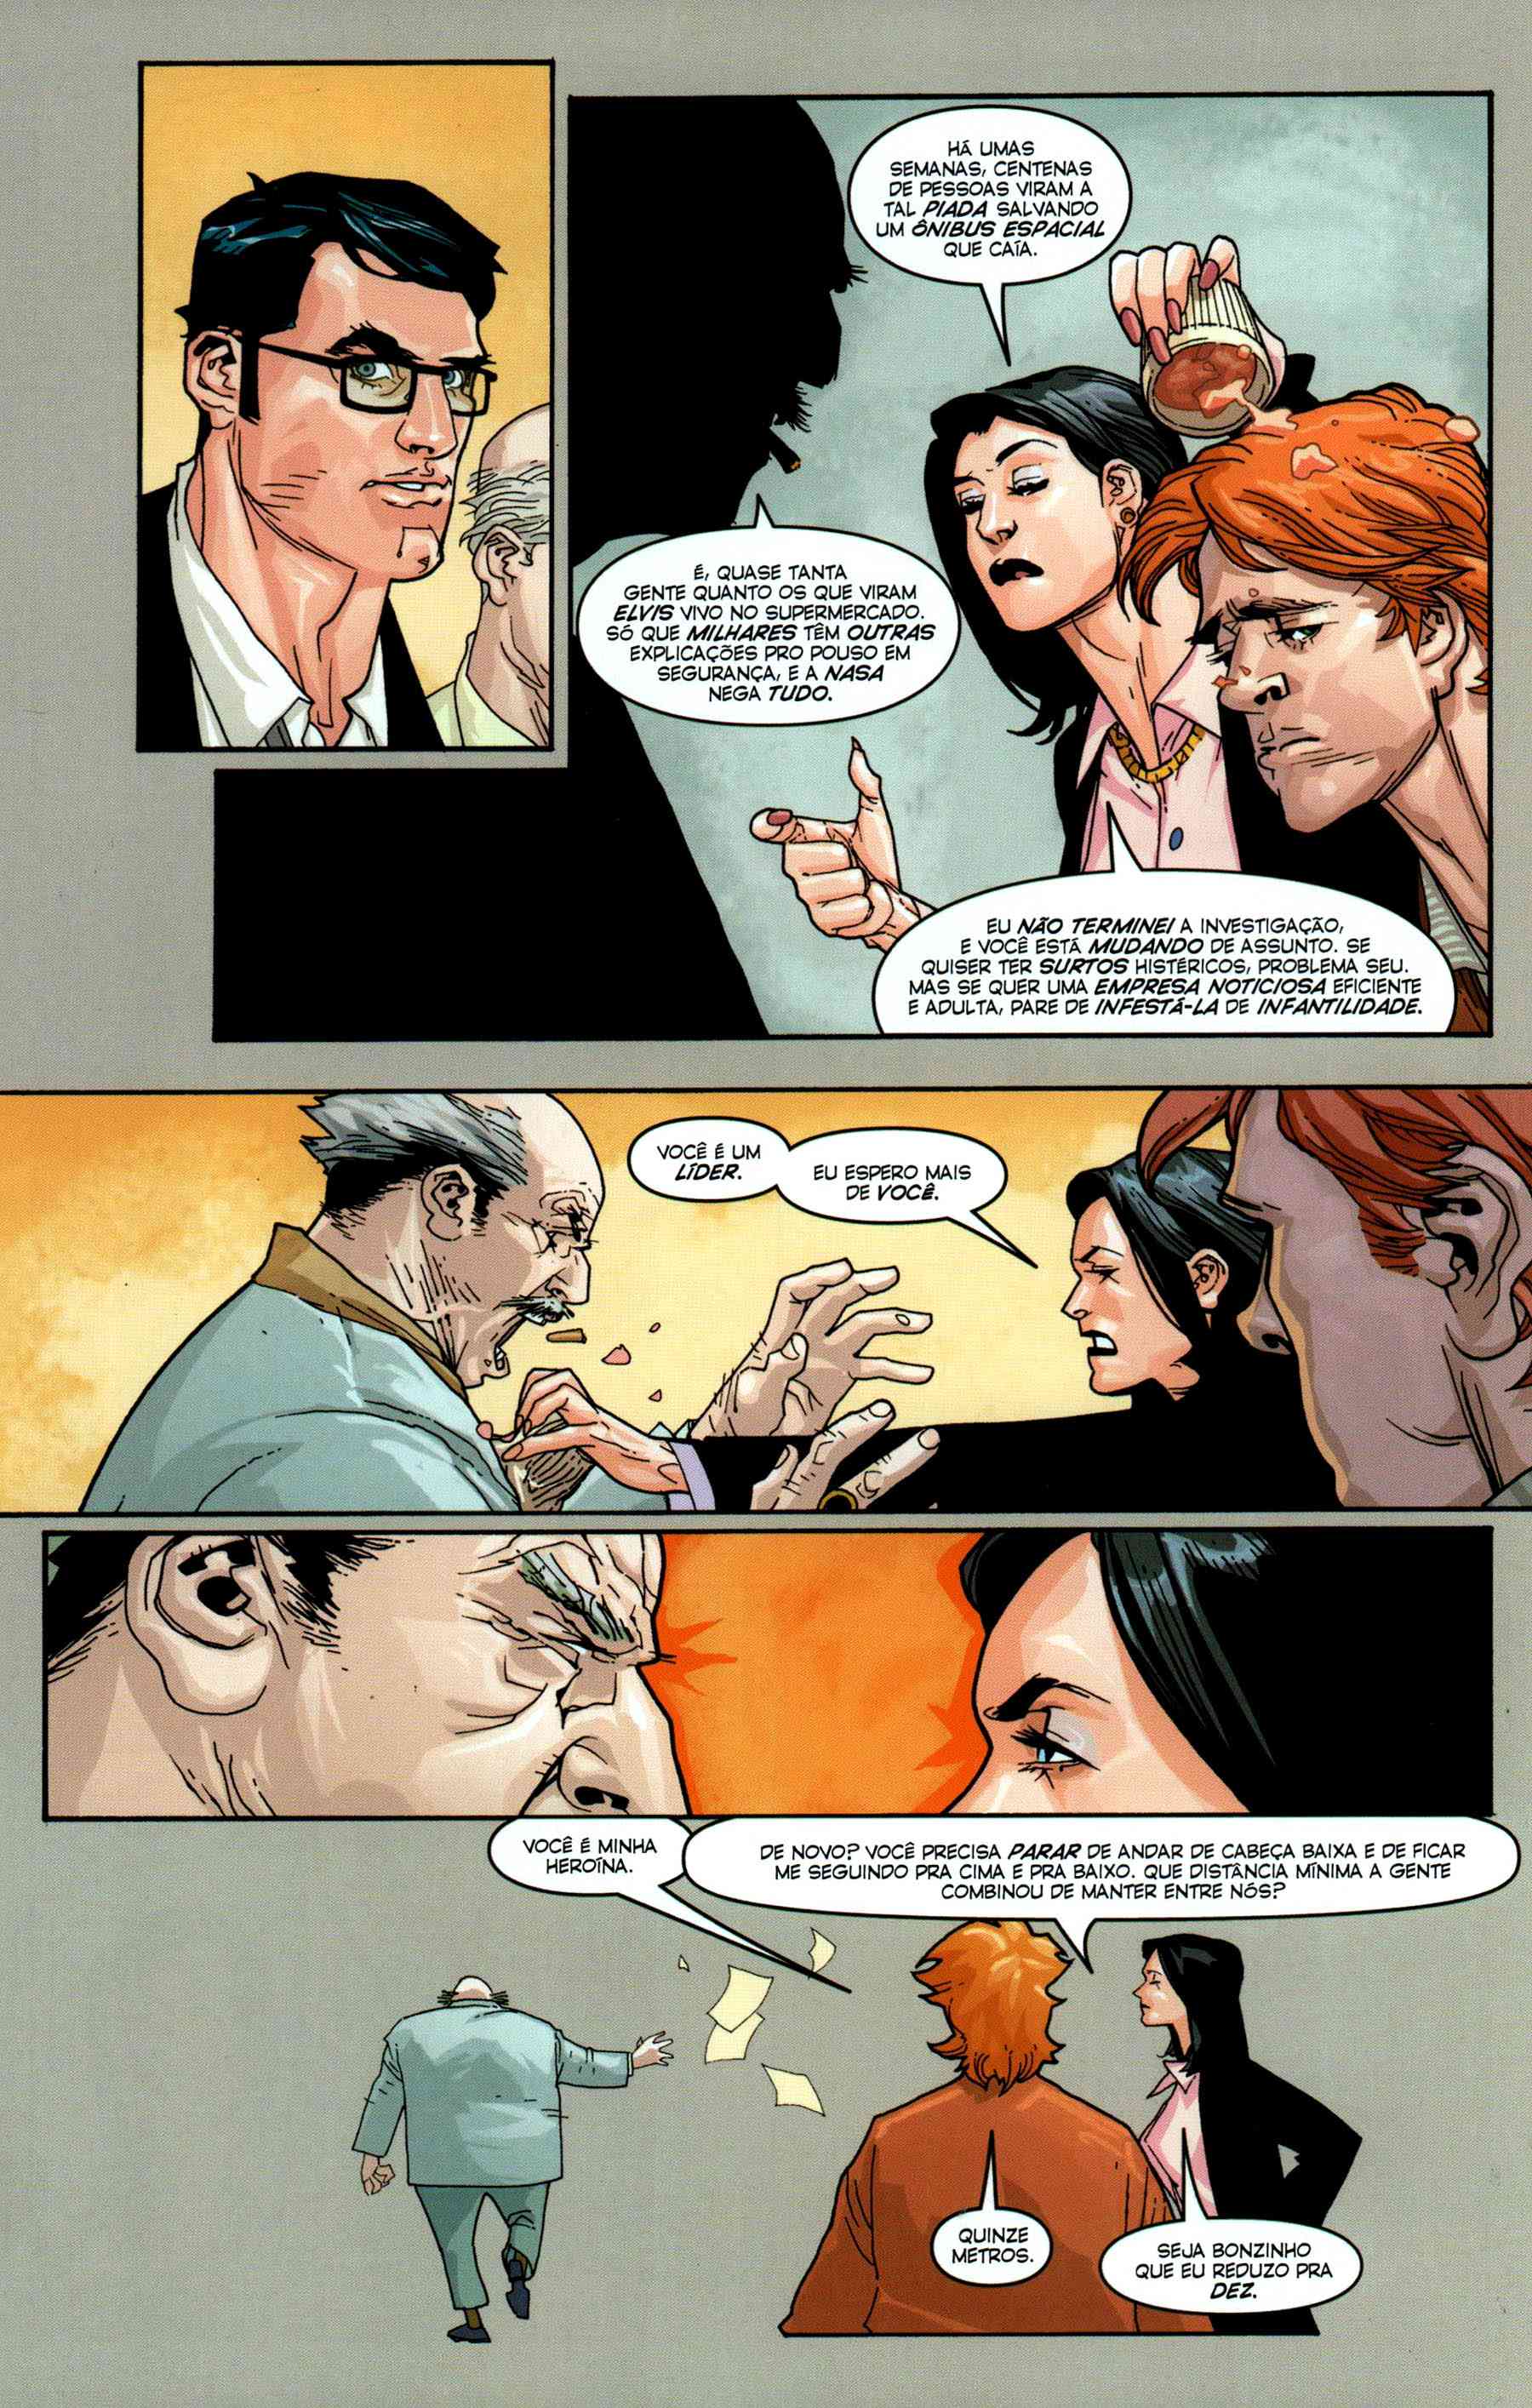 HÁ UMAS
SEMANAS, CENTENAS
DE PESSOAS VIRAM A
TAL PIADA SALVANDO
UM ÔNIBUS ESPACIAL
QUE CAÍA.
É, QUASE TANTA
GENTE QUANTO OS QUE VIRAM
ELVIS VIVO NO SUPERMERCADO.
SÓ QUE MILHARES TÊM OUTRAS
EXPLICAÇÕES PRO POUSO EM
SEGURANÇA, E A NASA
NEGA TUDO.
EU NÃO TERMINEI A INVESTIGAÇÃO,
E VOCÊ ESTÁ MUDANDO DE ASSUNTO. SE
QUISER TER SURTOS HISTÉRICOS, PROBLEMA SEU.
MAS SE QUER UMA EMPRESA NOTICIOSA EFICIENTE
E ADULTA, PARE DE INFESTÁ-LA DE INFANTILIDADE.
VOCÊ É UM
LÍDER.
EU ESPERO MAIS
DE VOCÊ.
VOCÊ É MINHA
HEROÍNA.
DE NOVO? VOCÊ PRECISA PARAR DE ANDAR DE CABEÇA BAIXA E DE FICAR
ME SEGUINDO PRA CIMA E PRA BAIXO. QUE DISTÂNCIA MÍNIMA A GENTE
COMBINOU DE MANTER ENTRE NÓS?
QUINZE
METROS.
SEJA BONZINHO
QUE EU REDUZO PRA
DEZ.